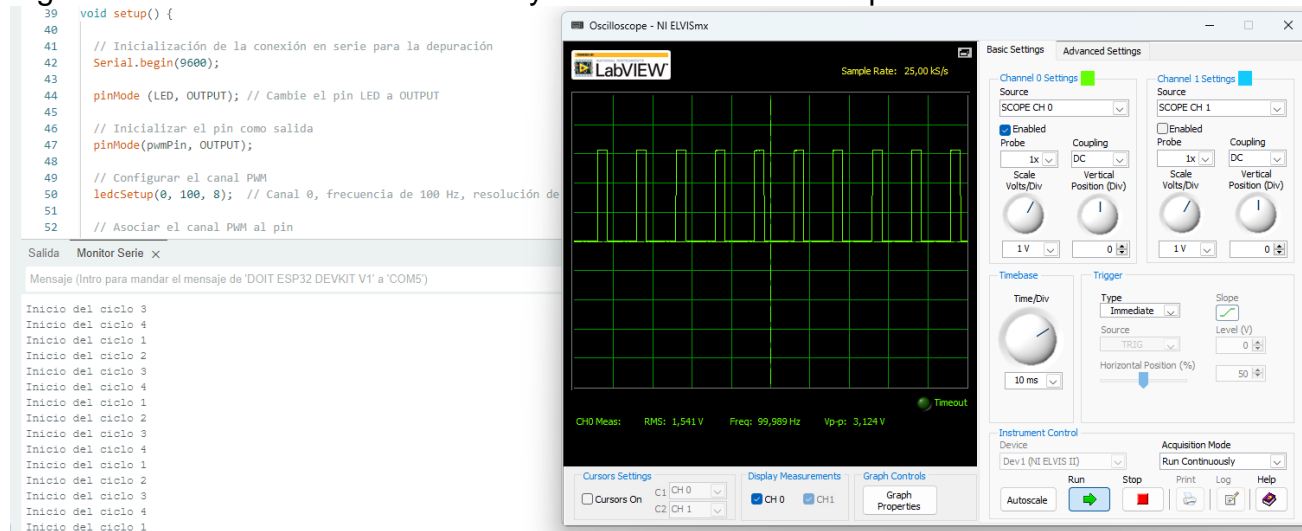 39 void setup() {
40
41 // Inicialización de la conexión en serie para la depuración
42 Serial.begin(9600);
43
44 pinMode (LED, OUTPUT); // Cambie el pin LED a OUTPUT
45
46 // Inicializar el pin como salida
47 pinMode(pwmPin, OUTPUT);
48
49 // Configurar el canal PWM
50 ledcSetup(0, 100, 8); // Canal 0, frecuencia de 100 Hz, resolución de
51
52 // Asociar el canal PWM al pin
Salida Monitor Serie ×
Mensaje (Intro para mandar el mensaje de 'DOIT ESP32 DEVKIT V1' a 'COM5')
Inicio del ciclo 3
Inicio del ciclo 4
Inicio del ciclo 1
Inicio del ciclo 2
Inicio del ciclo 3
Inicio del ciclo 4
Inicio del ciclo 1
Inicio del ciclo 2
Inicio del ciclo 3
Inicio del ciclo 4
Inicio del ciclo 1
Inicio del ciclo 2
Inicio del ciclo 3
Inicio del ciclo 4
Inicio del ciclo 1
Oscilloscope - NI ELVISmx
LabVIEW
Sample Rate: 25,00 kS/s
Timeout
CH0 Meas: RMS: 1,541 V Freq: 99,989 Hz Vp-p: 3,124 V
Cursors Settings
Cursors On
C1 CH 0
C2 CH 1
Display Measurements
CH 0 CH1
Graph Controls
Graph
Properties
Basic Settings Advanced Settings
Channel 0 Settings
Source
SCOPE CH 0
Enabled
Probe Coupling
1x DC
Scale Vertical
Volts/Div Position (Div)
1 V 0
Channel 1 Settings
Source
SCOPE CH 1
Enabled
Probe Coupling
1x DC
Scale Vertical
Volts/Div Position (Div)
1 V 0
Timebase
Time/Div
10 ms
Trigger
Type Slope
Immediate
Source Level (V)
TRIG 0
Horizontal Position (%)
50
Instrument Control
Device Acquisition Mode
Dev1 (NI ELVIS II) Run Continuously
Run Stop Print Log Help
Autoscale